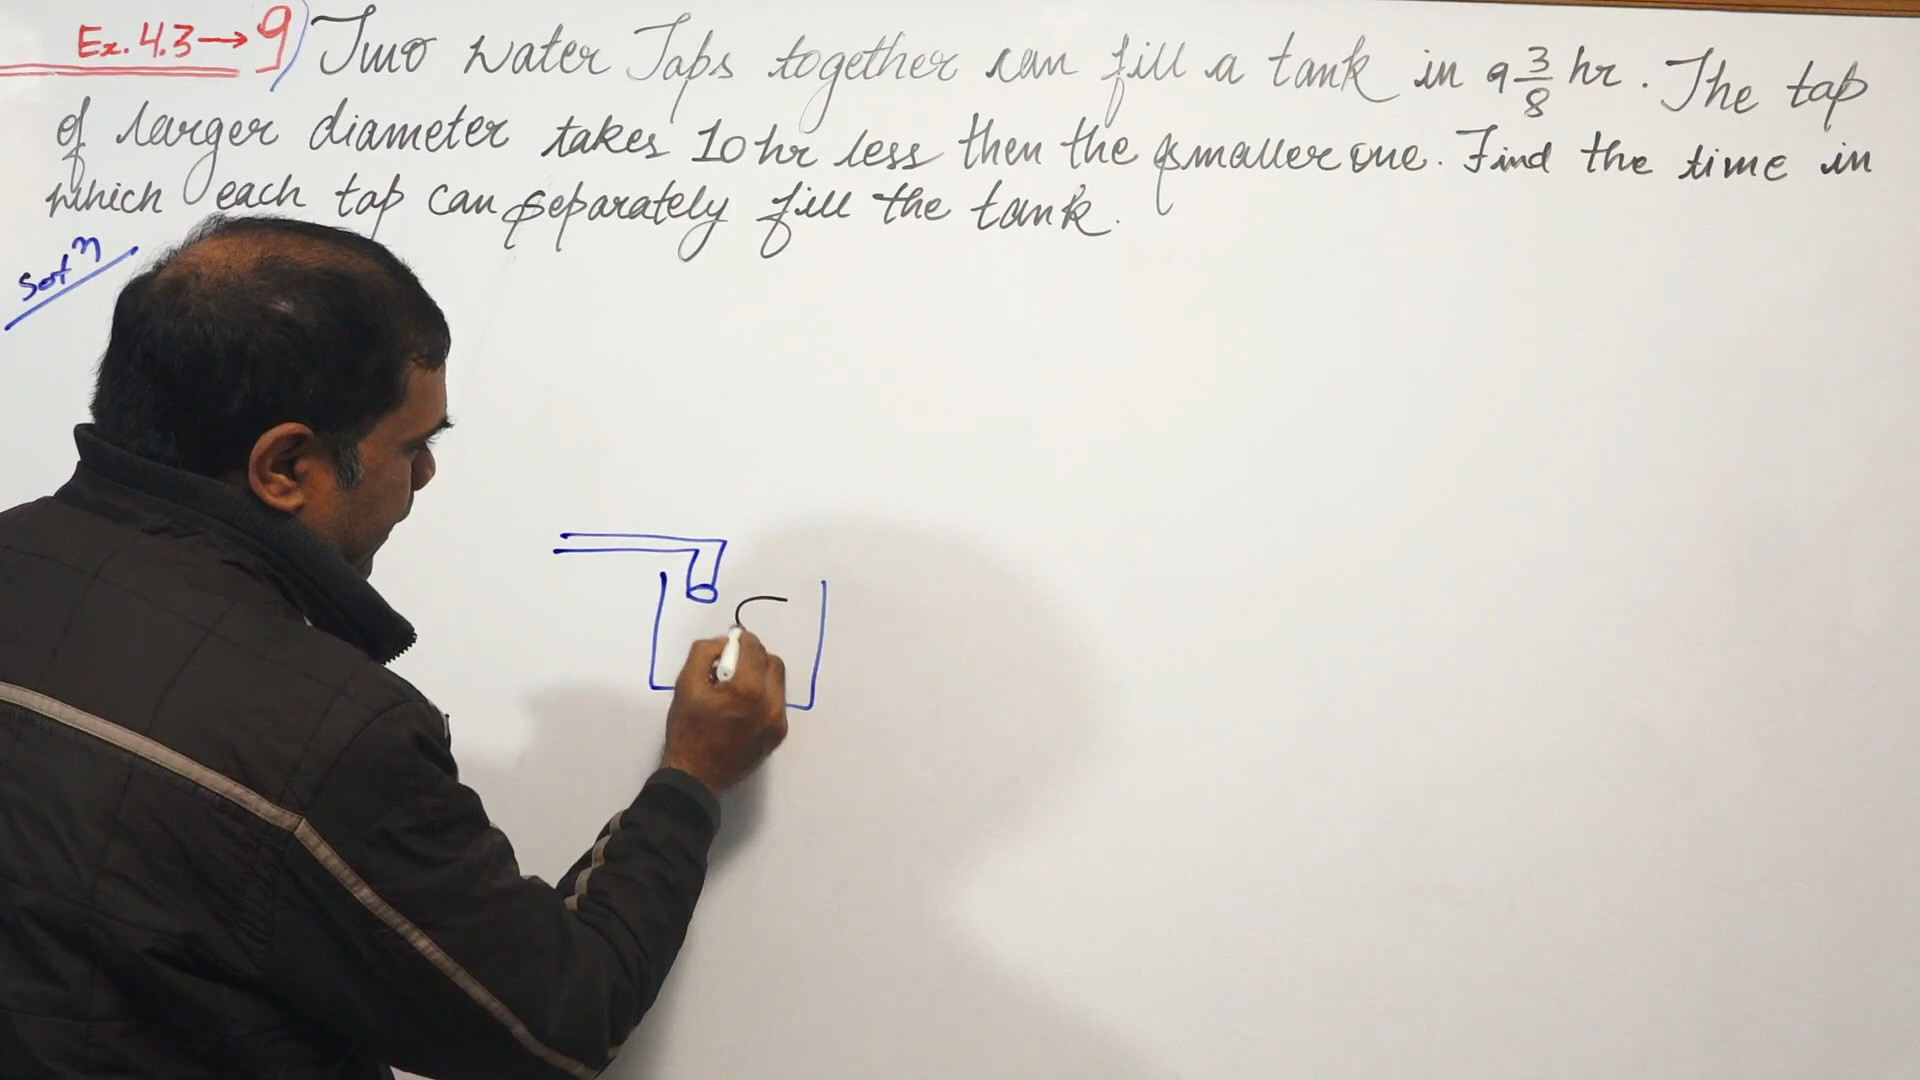 Ex. 4.3→9) Two Water Taps together can fill a tank in 9 3/8 hr. The tap
of larger diameter takes 10 hr less then the smaller one. Find the time in
which each tap can separately fill the tank.
Solⁿ